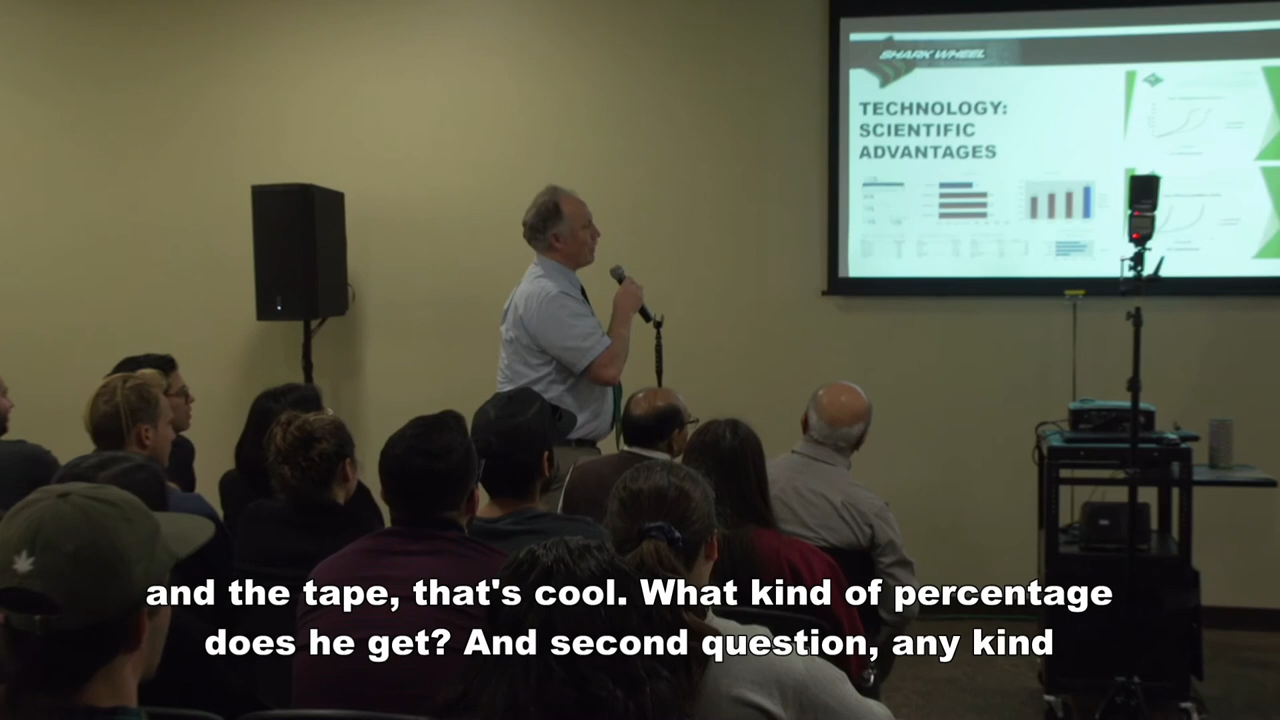 SHARK WHEEL
TECHNOLOGY:
SCIENTIFIC
ADVANTAGES
and the tape, that's cool. What kind of percentage
does he get? And second question, any kind